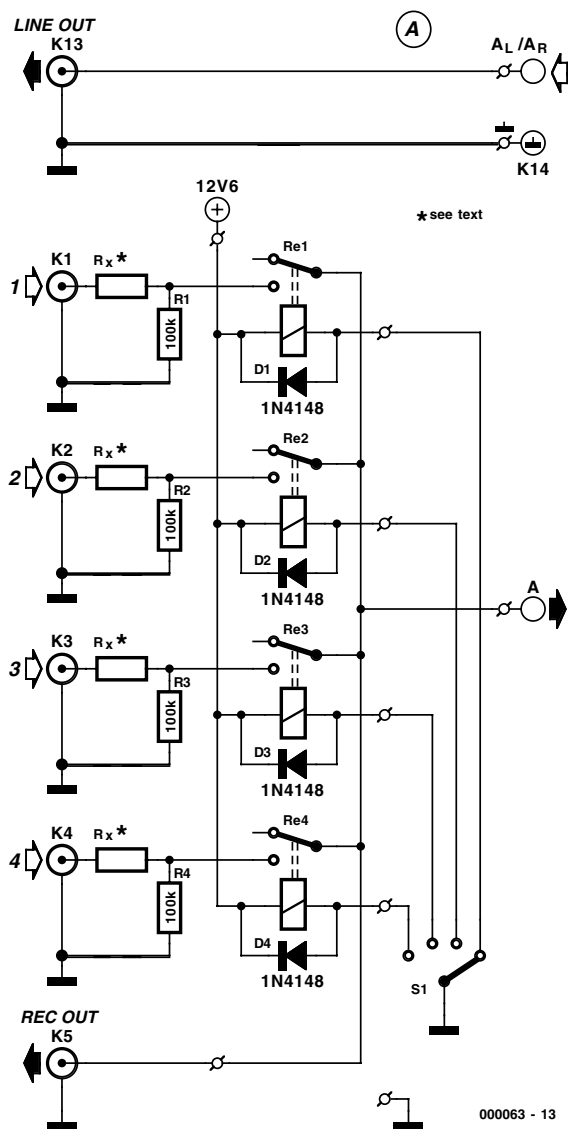 LINE OUT
K13
A
AL /AR
K14
12V6
* see text
1
K1
Rx*
R1
100k
Re1
D1
1N4148
2
K2
Rx*
R2
100k
Re2
D2
1N4148
A
3
K3
Rx*
R3
100k
Re3
D3
1N4148
4
K4
Rx*
R4
100k
Re4
D4
1N4148
S1
REC OUT
K5
000063 - 13